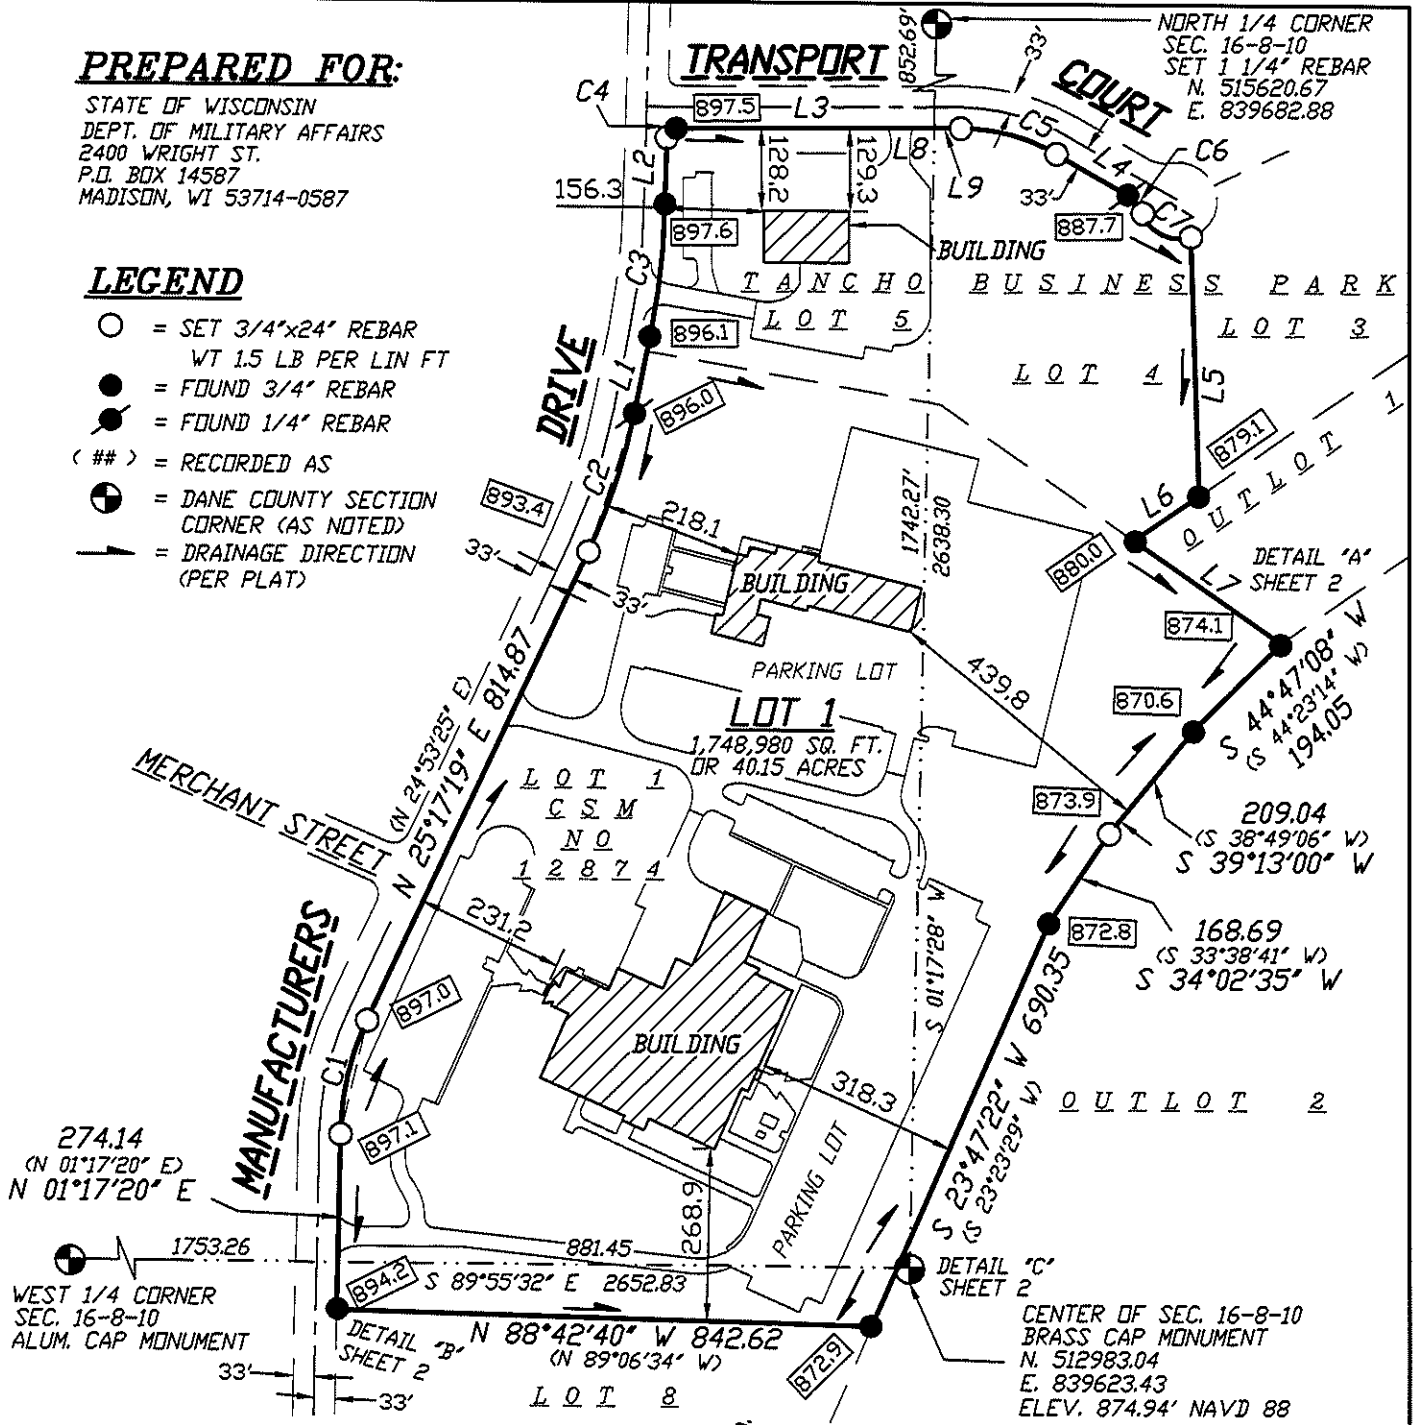 PREPARED FOR:
STATE OF WISCONSIN
DEPT. OF MILITARY AFFAIRS
2400 WRIGHT ST.
P.O. BOX 14587
MADISON, WI 53714-0587
LEGEND
= SET 3/4"x24" REBAR
WT 1.5 LB PER LIN FT
= FOUND 3/4" REBAR
= FOUND 1/4" REBAR
( ## ) = RECORDED AS
= DANE COUNTY SECTION
CORNER (AS NOTED)
= DRAINAGE DIRECTION
(PER PLAT)
TRANSPORT
COURT
852.69'
33'
NORTH 1/4 CORNER
SEC. 16-8-10
SET 1 1/4" REBAR
N. 515620.67
E. 839682.88
C4
897.5
L3
C5
L4
C6
L2
128.2
129.3
L8
L9
33'
C7
156.3
897.6
887.7
BUILDING
C3
TANCHO BUSINESS PARK
LOT 5
LOT 3
896.1
LOT 4
L5
DRIVE
L1
896.0
1
879.1
C2
893.4
218.1
1742.27'
2638.30
L6
OUTLOT
33'
BUILDING
880.0
L7
DETAIL "A"
SHEET 2
33'
874.1
PARKING LOT
439.8
S 44°47'08" W
(S 44°23'14" W)
194.05
870.6
LOT 1
1,748,980 SQ. FT.
OR 40.15 ACRES
N 25°17'19" E 814.87
(N 24°53'25" E)
MERCHANT STREET
LOT 1
CSM
NO
12874
873.9
209.04
(S 38°49'06" W)
S 39°13'00" W
231.2
S 01°17'28" W
872.8
168.69
(S 33°38'41" W)
S 34°02'35" W
MANUFACTURERS
897.0
BUILDING
C1
318.3
S 23°47'22" W 690.35
(S 23°23'29" W)
OUTLOT 2
897.1
274.14
(N 01°17'20" E)
N 01°17'20" E
268.9
PARKING LOT
1753.26
881.45
894.2
S 89°55'32" E 2652.83
DETAIL "C"
SHEET 2
WEST 1/4 CORNER
SEC. 16-8-10
ALUM. CAP MONUMENT
DETAIL "B"
SHEET 2
N 88°42'40" W 842.62
(N 89°06'34" W)
872.9
CENTER OF SEC. 16-8-10
BRASS CAP MONUMENT
N. 512983.04
E. 839623.43
ELEV. 874.94' NAVD 88
33'
33'
LOT 8